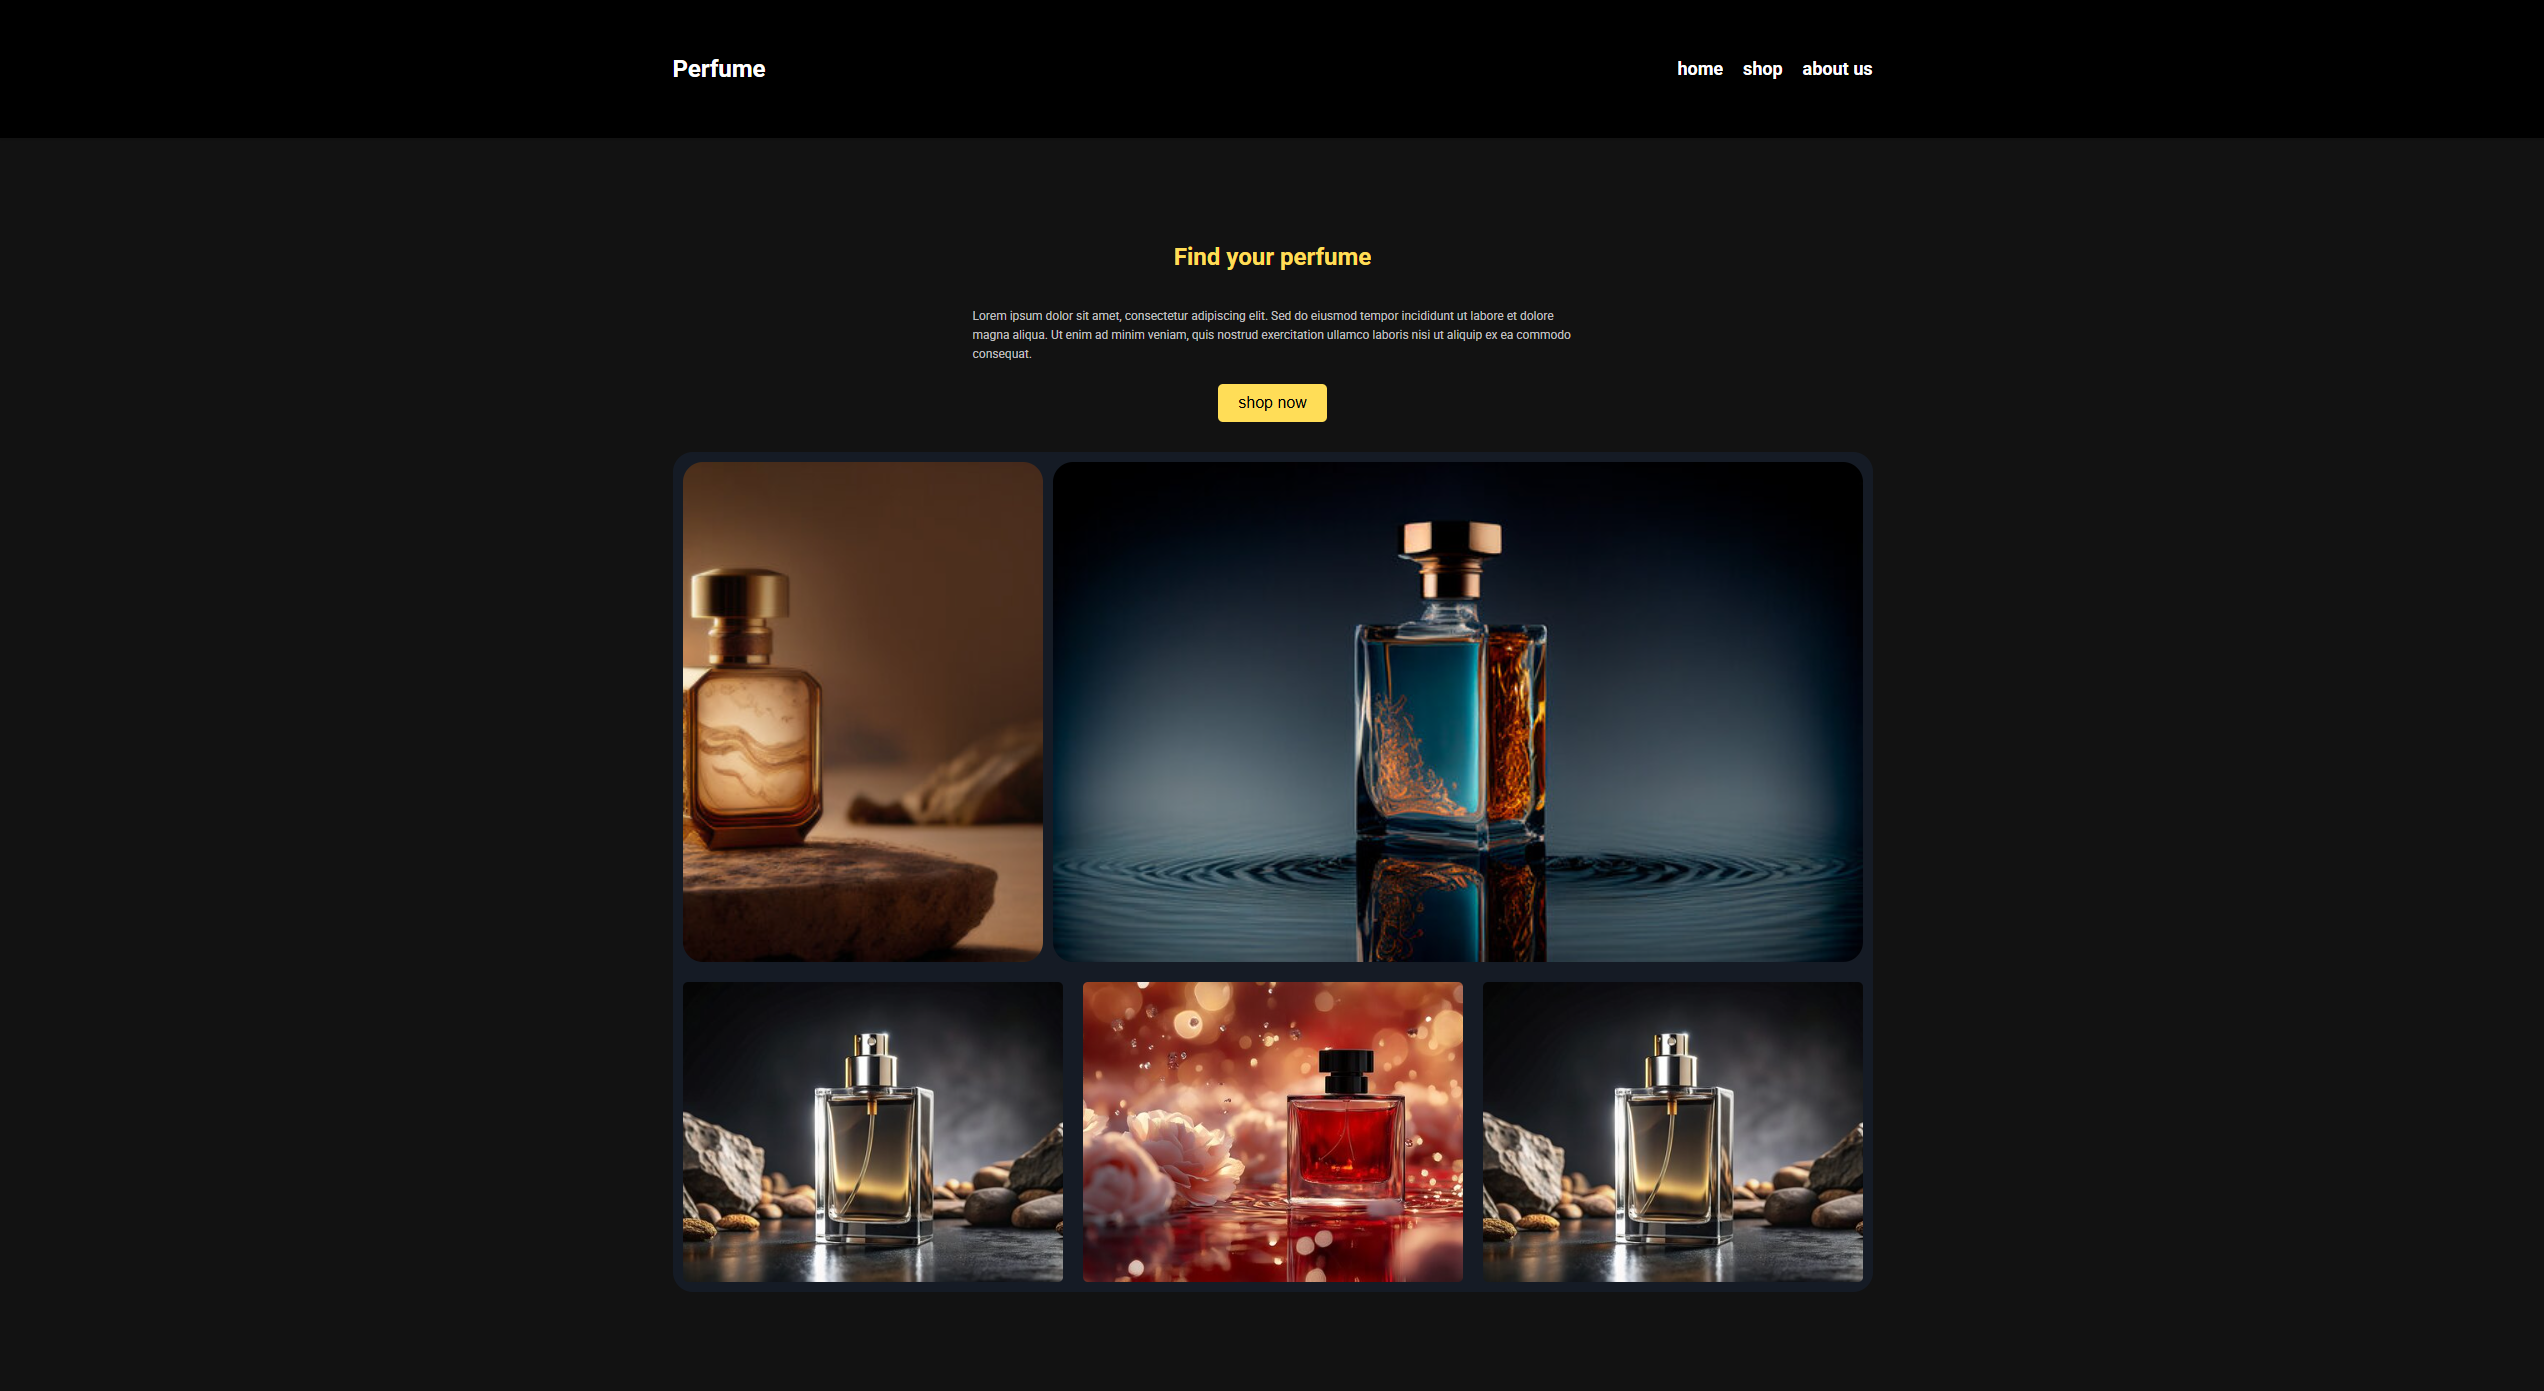 Perfume
home shop about us
Find your perfume
Lorem ipsum dolor sit amet, consectetur adipiscing elit. Sed do eiusmod tempor incididunt ut labore et dolore
magna aliqua. Ut enim ad minim veniam, quis nostrud exercitation ullamco laboris nisi ut aliquip ex ea commodo
consequat.
shop now